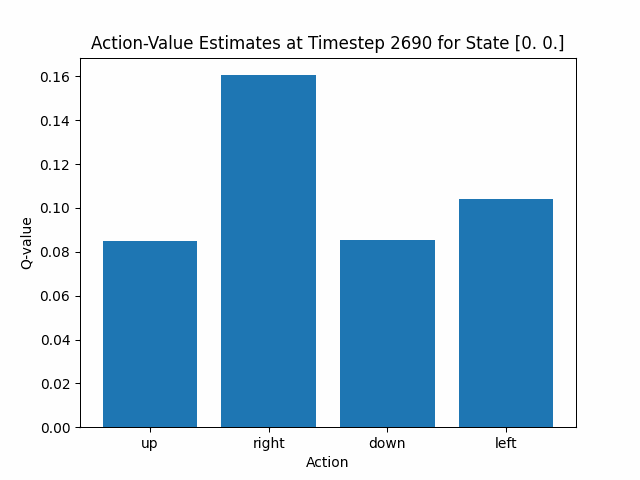 Action-Value Estimates at Timestep 2690 for State [0. 0.]
0.16
0.14
0.12
0.10
0.08
0.06
0.04
0.02
0.00
Q-value
up right down left
Action